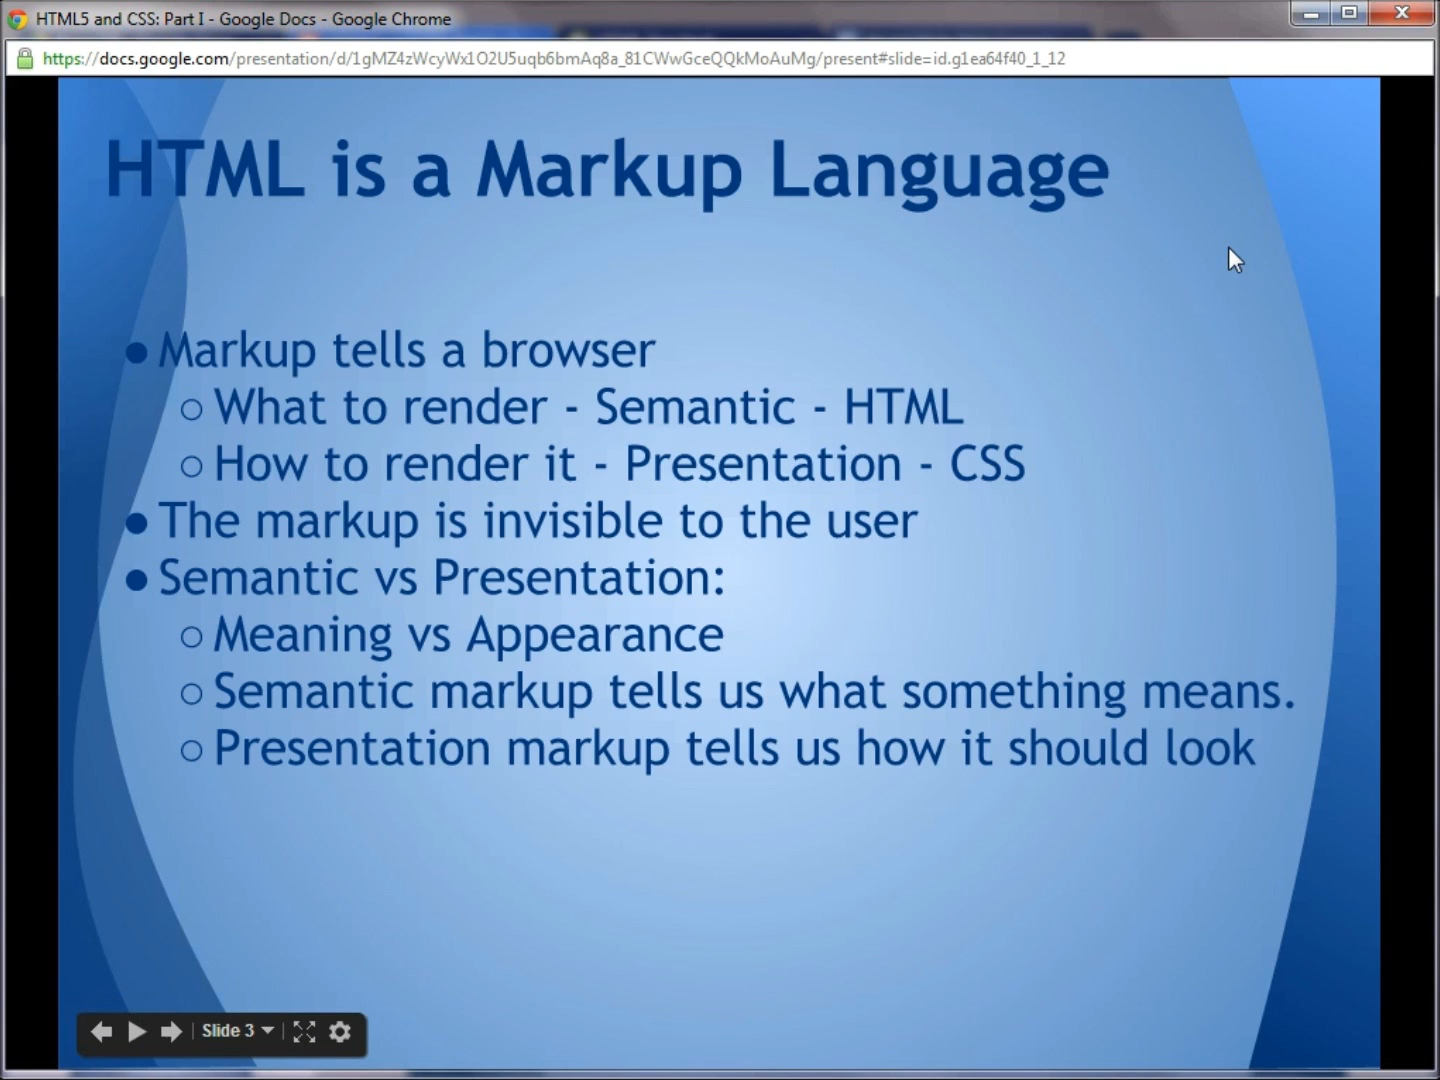 HTML5 and CSS: Part I - Google Docs - Google Chrome
https://docs.google.com/presentation/d/1gMZ4zWcyWx1O2U5uqb6bmAq8a_81CWwGceQQkMoAuMg/present#slide=id.g1ea64f40_1_12
HTML is a Markup Language
● Markup tells a browser
○ What to render - Semantic - HTML
○ How to render it - Presentation - CSS
● The markup is invisible to the user
● Semantic vs Presentation:
○ Meaning vs Appearance
○ Semantic markup tells us what something means.
○ Presentation markup tells us how it should look
Slide 3